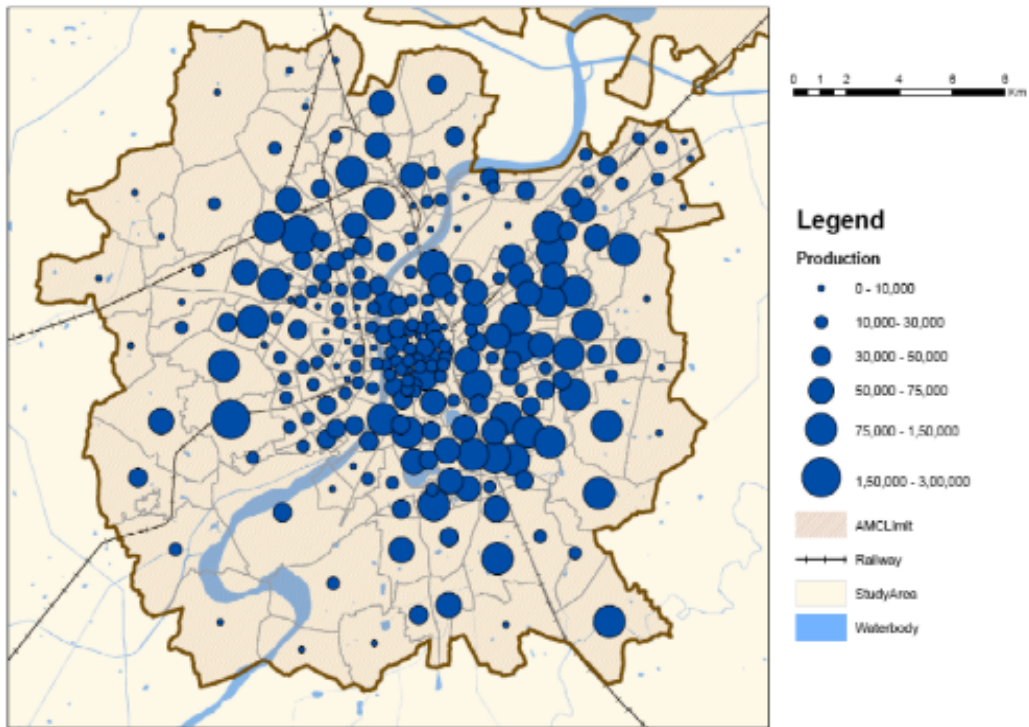 0 1 2 4 6 8
Km
Legend
Production
0 - 10,000
10,000- 30,000
30,000 - 50,000
50,000 - 75,000
75,000 - 1,50,000
1,50,000 - 3,00,000
AMCLimit
Railway
StudyArea
Waterbody